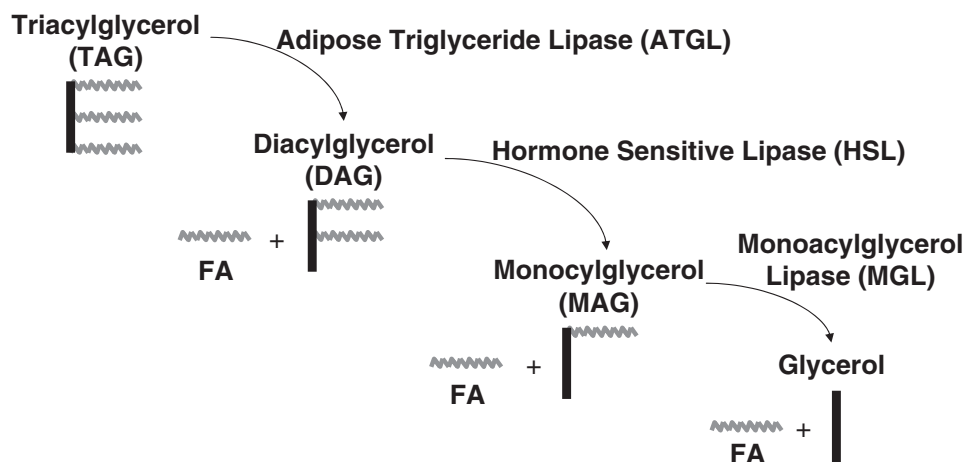 Triacylglycerol
(TAG)
Adipose Triglyceride Lipase (ATGL)
Diacylglycerol
(DAG)
Hormone Sensitive Lipase (HSL)
+
FA
Monocylglycerol
(MAG)
Monoacylglycerol
Lipase (MGL)
+
FA
Glycerol
+
FA